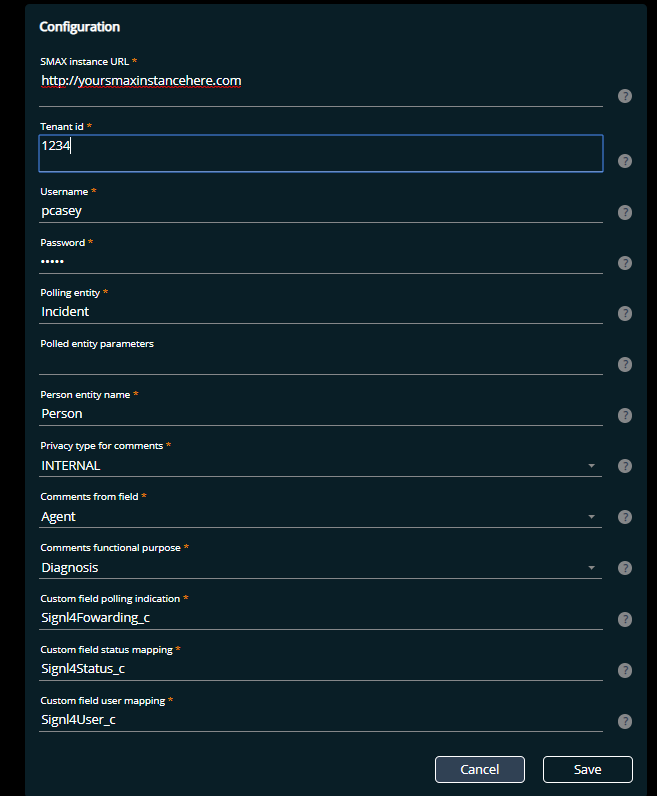 Configuration
SMAX instance URL *
http://yoursmaxinstancehere.com
?
Tenant id *
1234
?
Username *
pcasey
?
Password *
•••••
?
Polling entity *
Incident
?
Polled entity parameters
?
Person entity name *
Person
?
Privacy type for comments *
INTERNAL
?
Comments from field *
Agent
?
Comments functional purpose *
Diagnosis
?
Custom field polling indication *
Signl4Fowarding_c
?
Custom field status mapping *
Signl4Status_c
?
Custom field user mapping *
Signl4User_c
?
Cancel Save